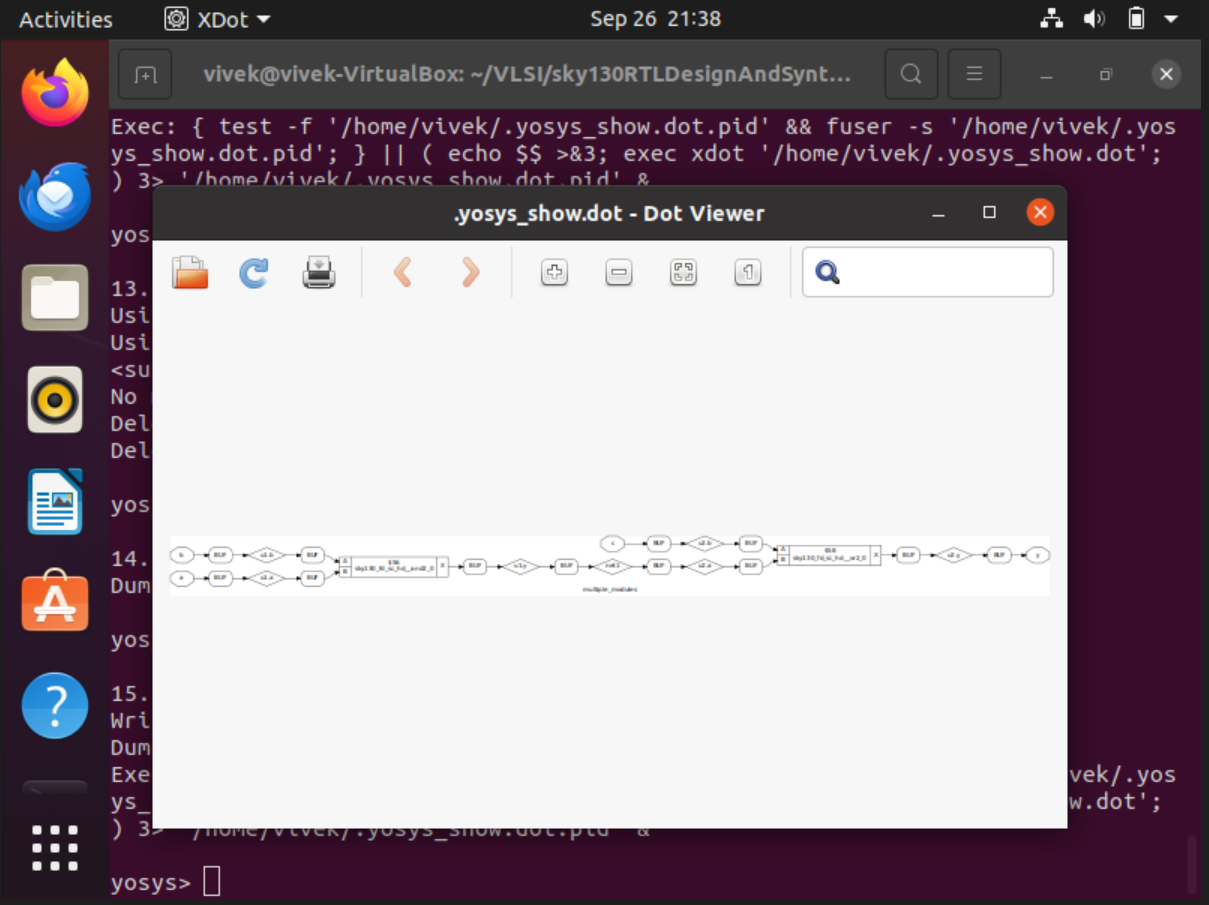 Activities XDot Sep 26 21:38
vivek@vivek-VirtualBox: ~/VLSI/sky130RTLDesignAndSynt...
Exec: { test -f '/home/vivek/.yosys_show.dot.pid' && fuser -s '/home/vivek/.yos
ys_show.dot.pid'; } || ( echo $$ >&3; exec xdot '/home/vivek/.yosys_show.dot';
) 3> '/home/vivek/.yosys_show.dot.pid' &
.yosys_show.dot - Dot Viewer
yos
13.
Usi
Usi
<su
No
Del
Del
yos
c BUF u2.b BUF
b BUF u1.b BUF
A
B
sky130_fd_sc_hd__and2_0
X
BUF u1.y BUF net1 BUF u2.a BUF
A
B
sky130_fd_sc_hd__or2_0
X
BUF u2.y BUF y
a BUF u1.a BUF
multiple_modules
14.
Dum
yos
15.
Wri
Dum
Exe vek/.yos
ys_ w.dot';
) 3> '/home/vivek/.yosys_show.dot.pid' &
yosys>